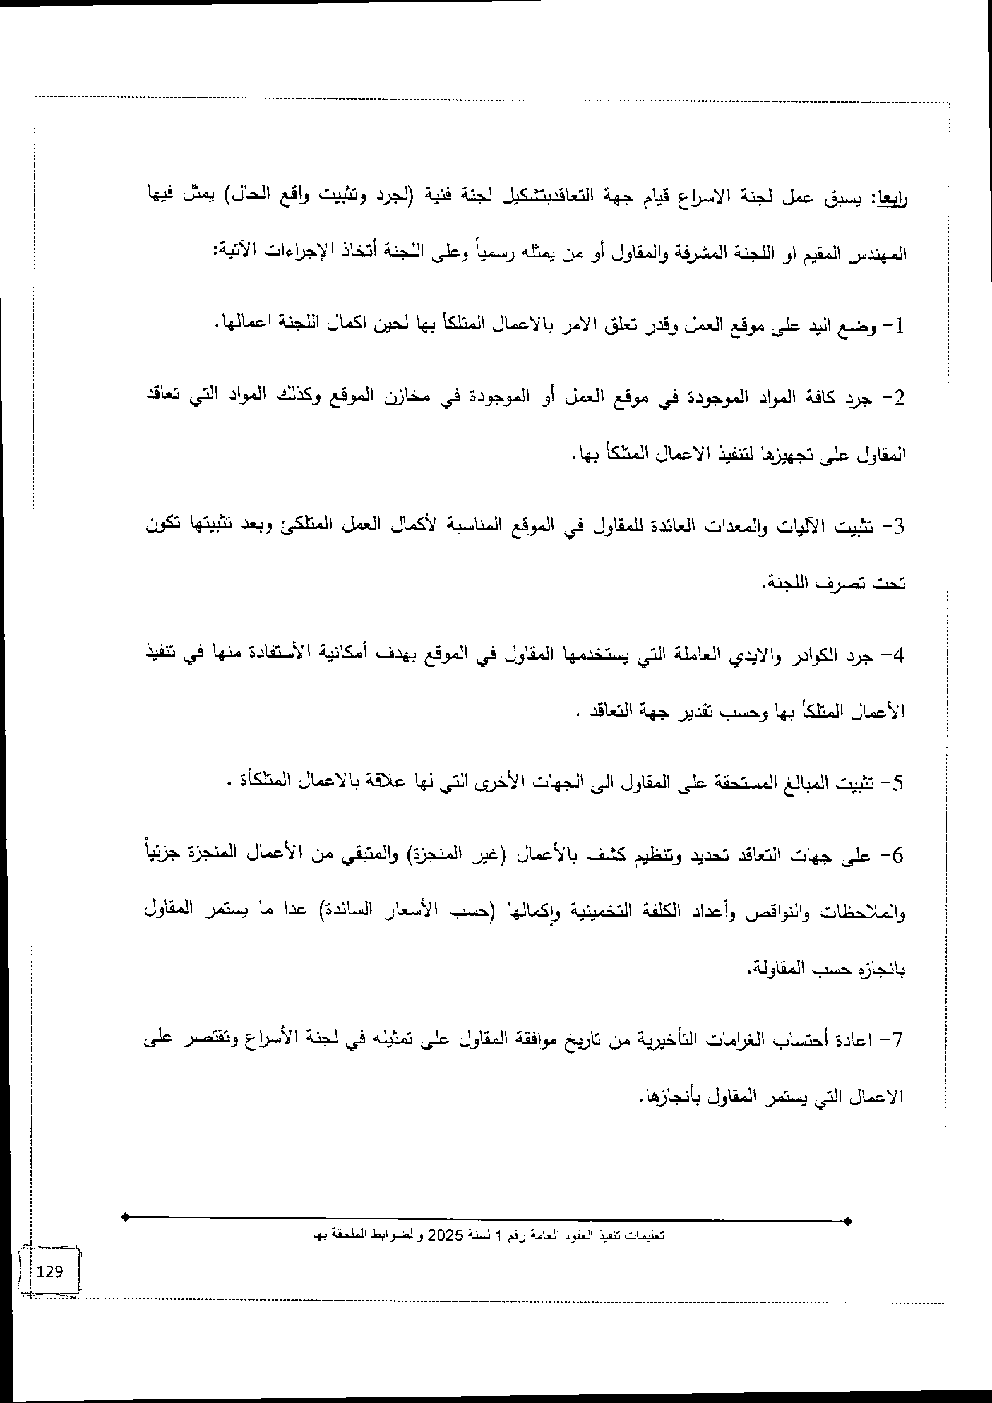 رابعا: يسبق عمل لجنة الاسراع قيام جهة التعاقدبتشكيل لجنة فنية (لجرد وتثبيت واقع الحال) يمثل فيها
المهندس المقيم او اللجنة المشرفة والمقاول أو من يمثله رسمياً وعلى اللجنة أتخاذ الإجراءات الآتية:
1- وضع اليد على موقع العمل وقدر تعلق الامر بالاعمال المتلكأ بها لحين اكمال اللجنة اعمالها.
2- جرد كافة المواد الموجودة في موقع العمل أو الموجودة في مخازن الموقع وكذلك المواد التي تعاقد
المقاول على تجهيزها لتنفيذ الاعمال المتلكأ بها.
3- تثبيت الآليات والمعدات العائدة للمقاول في الموقع المناسبة لأكمال العمل المتلكئ وبعد تثبيتها تكون
تحت تصرف اللجنة.
4- جرد الكوادر والايدي العاملة التي يستخدمها المقاول في الموقع بهدف أمكانية الأستفادة منها في تنفيذ
الأعمال المتلكأ بها وحسب تقدير جهة التعاقد .
5- تثبيت المبالغ المستحقة على المقاول الى الجهات الأخرى التي لها علاقة بالاعمال المتلكأة .
6- على جهات التعاقد تحديد وتنظيم كشف بالأعمال (غير المنجزة) والمتبقي من الأعمال المنجزة جزئياً
والملاحظات والنواقص وأعداد الكلفة التخمينية وإكمالها (حسب الأسعار السائدة) عدا ما يستمر المقاول
بانجازه حسب المقاولة.
7- اعادة أحتساب الغرامات التأخيرية من تاريخ موافقة المقاول على تمثيله في لجنة الأسراع وتقتصر على
الاعمال التي يستمر المقاول بأنجازها.
تعليمات تنفيذ العقود العامة رقم 1 لسنة 2025 والضوابط الملحقة بها
129